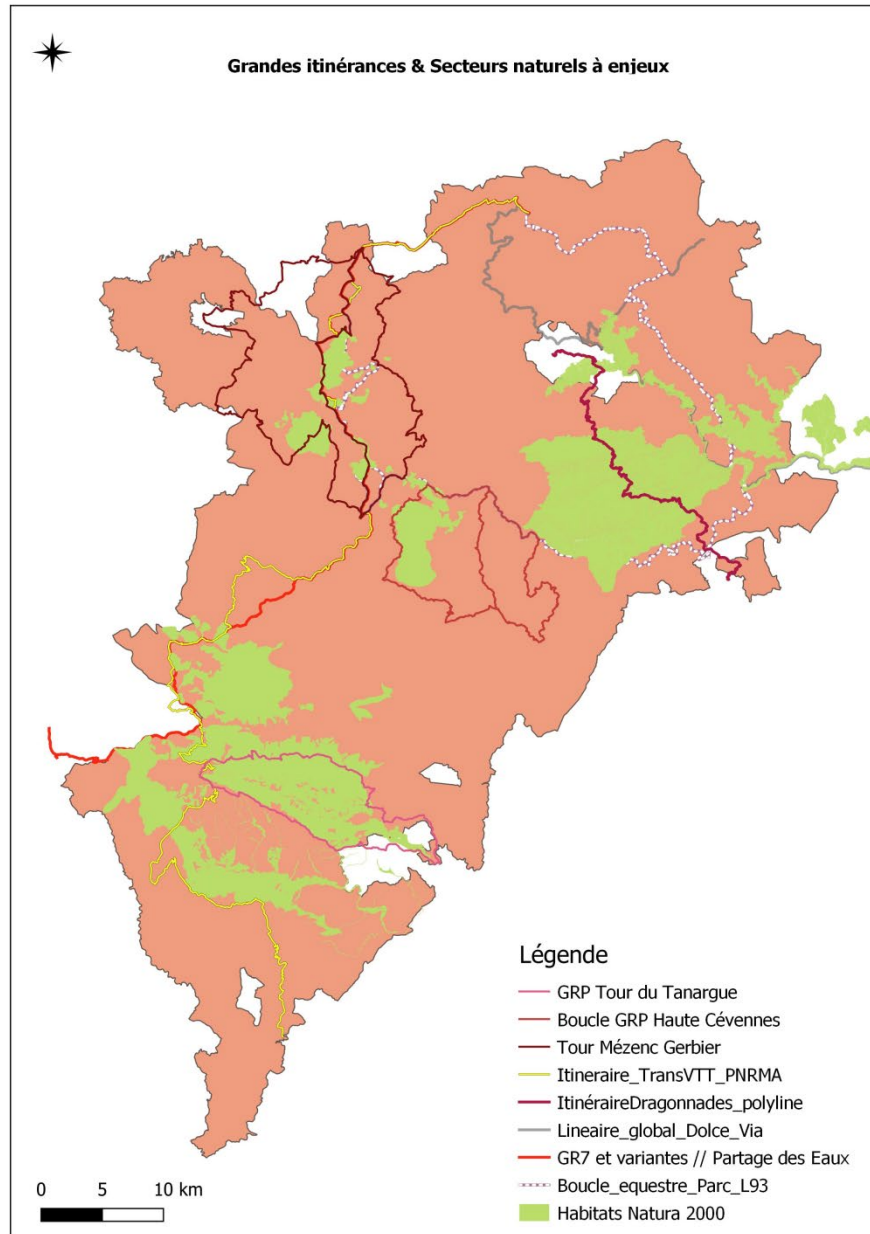 Grandes itinérances & Secteurs naturels à enjeux
Légende
GRP Tour du Tanargue
Boucle GRP Haute Cévennes
Tour Mézenc Gerbier
Itineraire_TransVTT_PNRMA
ItinéraireDragonnades_polyline
Lineaire_global_Dolce_Via
GR7 et variantes // Partage des Eaux
Boucle_equestre_Parc_L93
Habitats Natura 2000
0 5 10 km